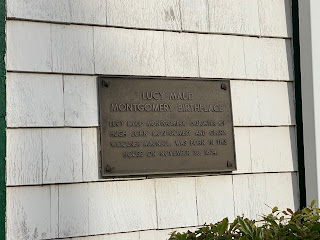 LUCY MAUD
MONTGOMERY BIRTHPLACE
LUCY MAUD MONTGOMERY, DAUGHTER OF
HUGH JOHN MONTGOMERY AND CLARA
WOOLNER MACNEILL, WAS BORN IN THIS
HOUSE ON NOVEMBER 30, 1874.